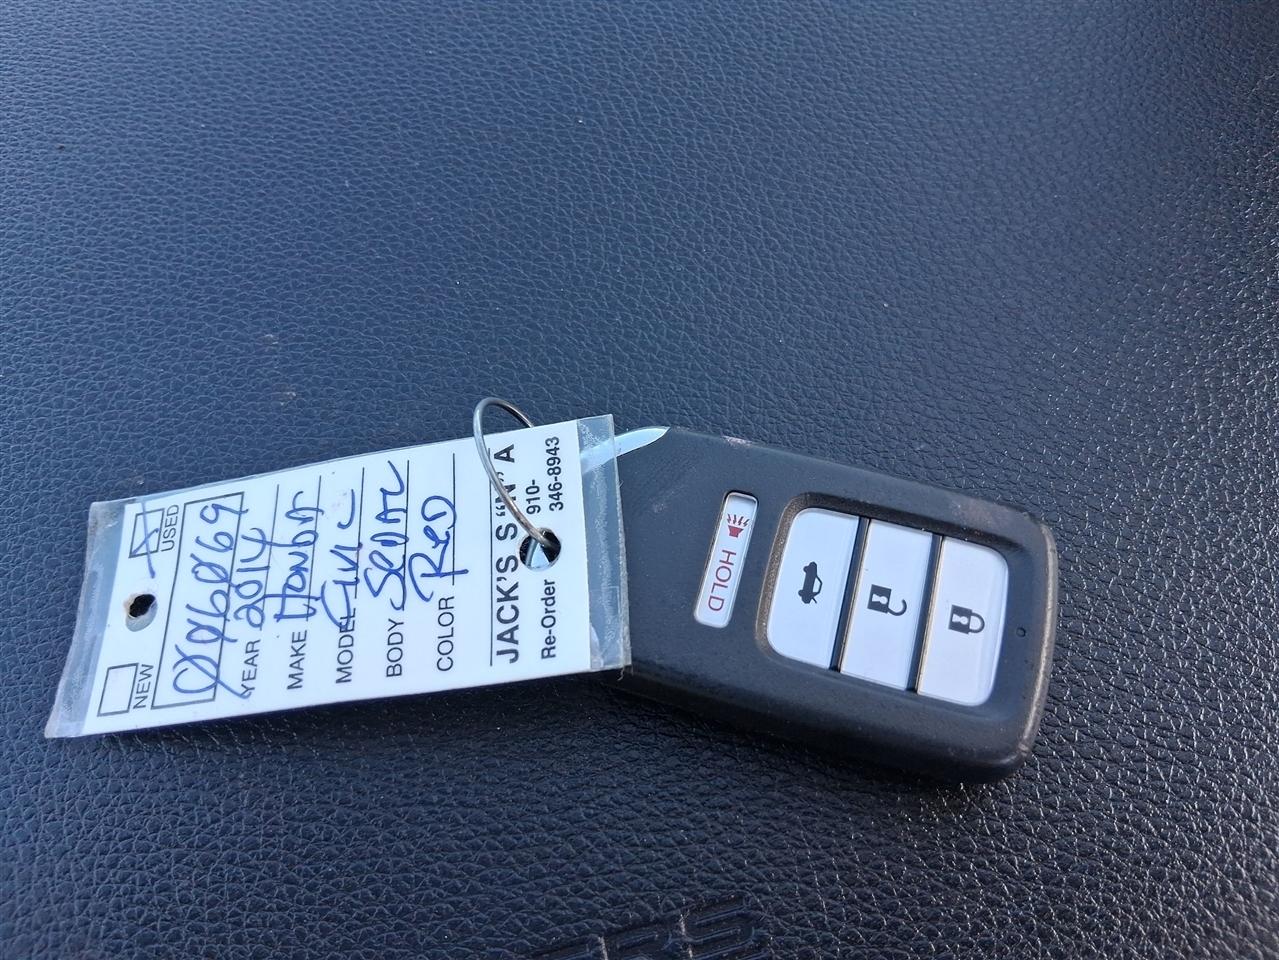 NEW USED
YEAR 2014
MAKE HONDA
MODEL Civic
BODY SEDAN
COLOR RED
JACK'S S "N" A
Re-Order 910-
346-8943
HOLD